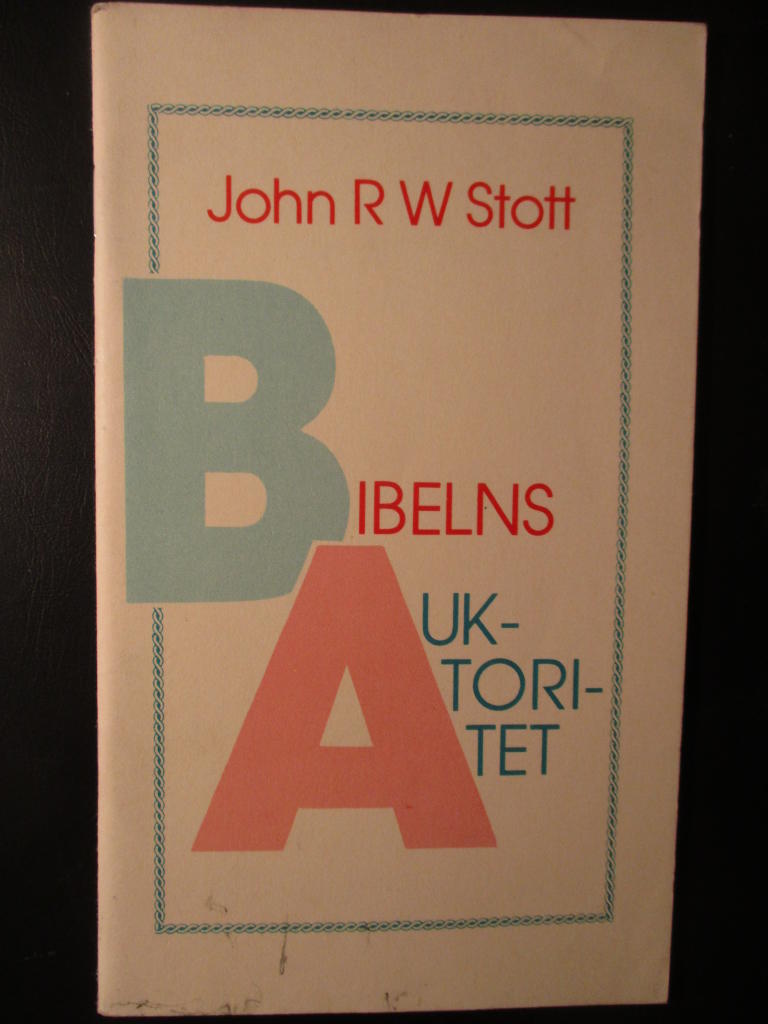 John R W Stott
BIBELNS
AUK-
TORI-
TET